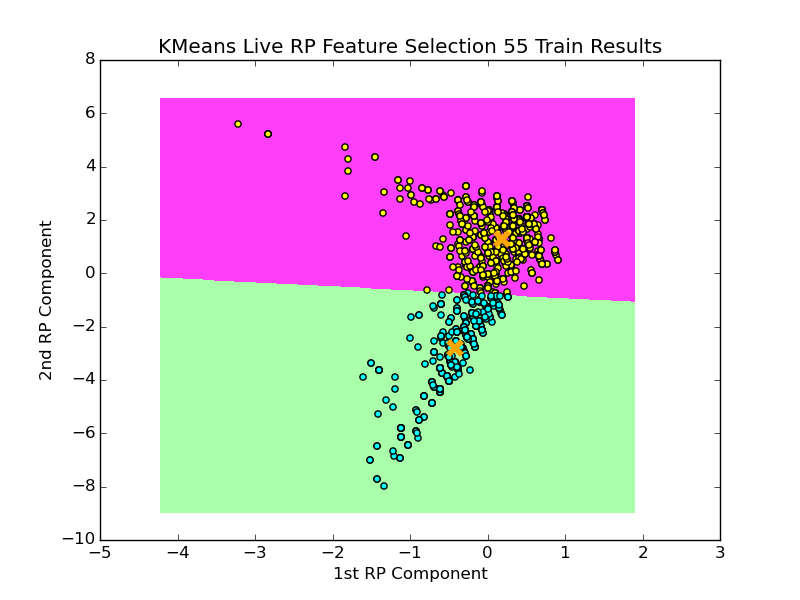 KMeans Live RP Feature Selection 55 Train Results
8
6
4
2
0
−2
−4
−6
−8
−10
2nd RP Component
−5 −4 −3 −2 −1 0 1 2 3
1st RP Component